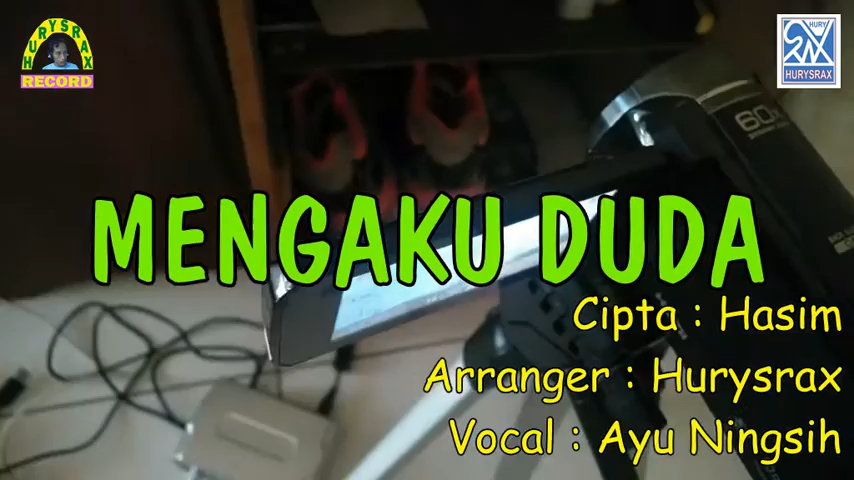 HURYSRAX
RECORD
HURY
HURYSRAX
60x
MENGAKU DUDA
Cipta : Hasim
Arranger : Hurysrax
Vocal : Ayu Ningsih